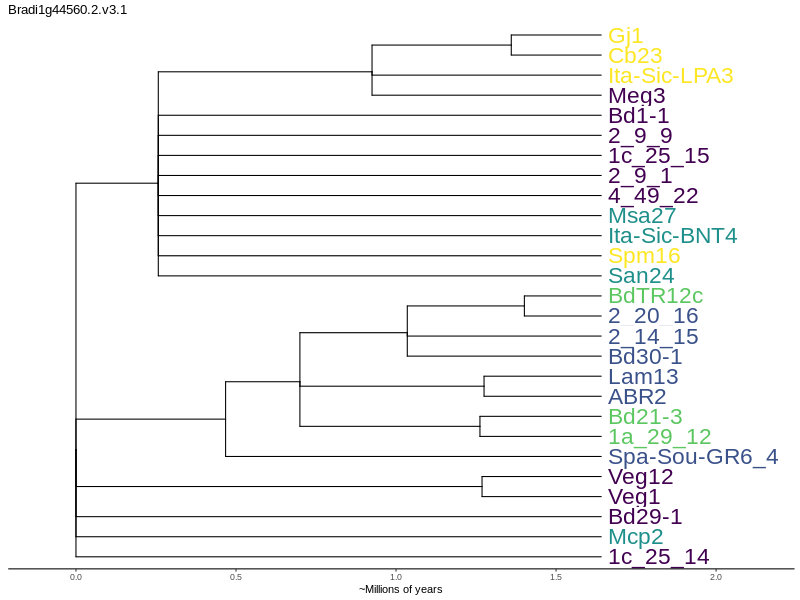 Bradi1g44560.2.v3.1
Gj1
Cb23
Ita-Sic-LPA3
Meg3
Bd1-1
2_9_9
1c_25_15
2_9_1
4_49_22
Msa27
Ita-Sic-BNT4
Spm16
San24
BdTR12c
2_20_16
2_14_15
Bd30-1
Lam13
ABR2
Bd21-3
1a_29_12
Spa-Sou-GR6_4
Veg12
Veg1
Bd29-1
Mcp2
1c_25_14
0.0 0.5 1.0 1.5 2.0
~Millions of years